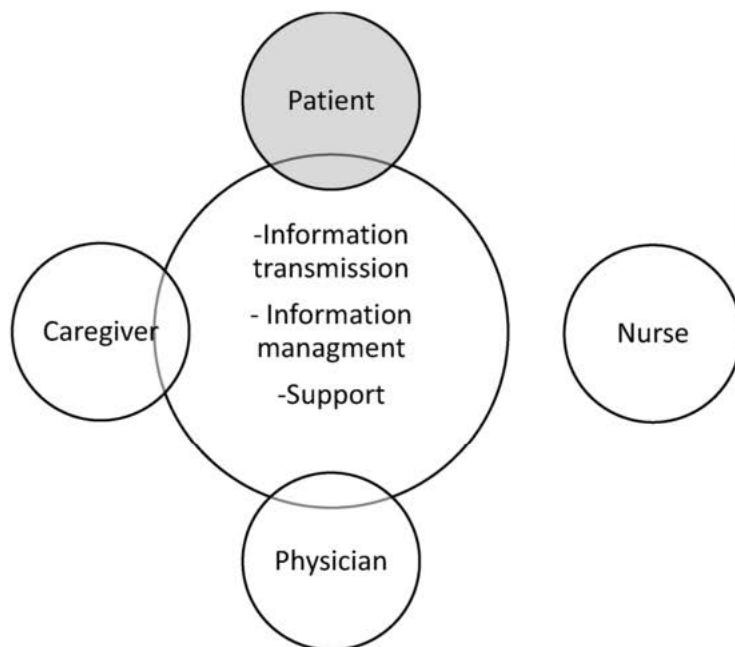 Patient
-Information
transmission
- Information
managment
-Support
Caregiver
Nurse
Physician